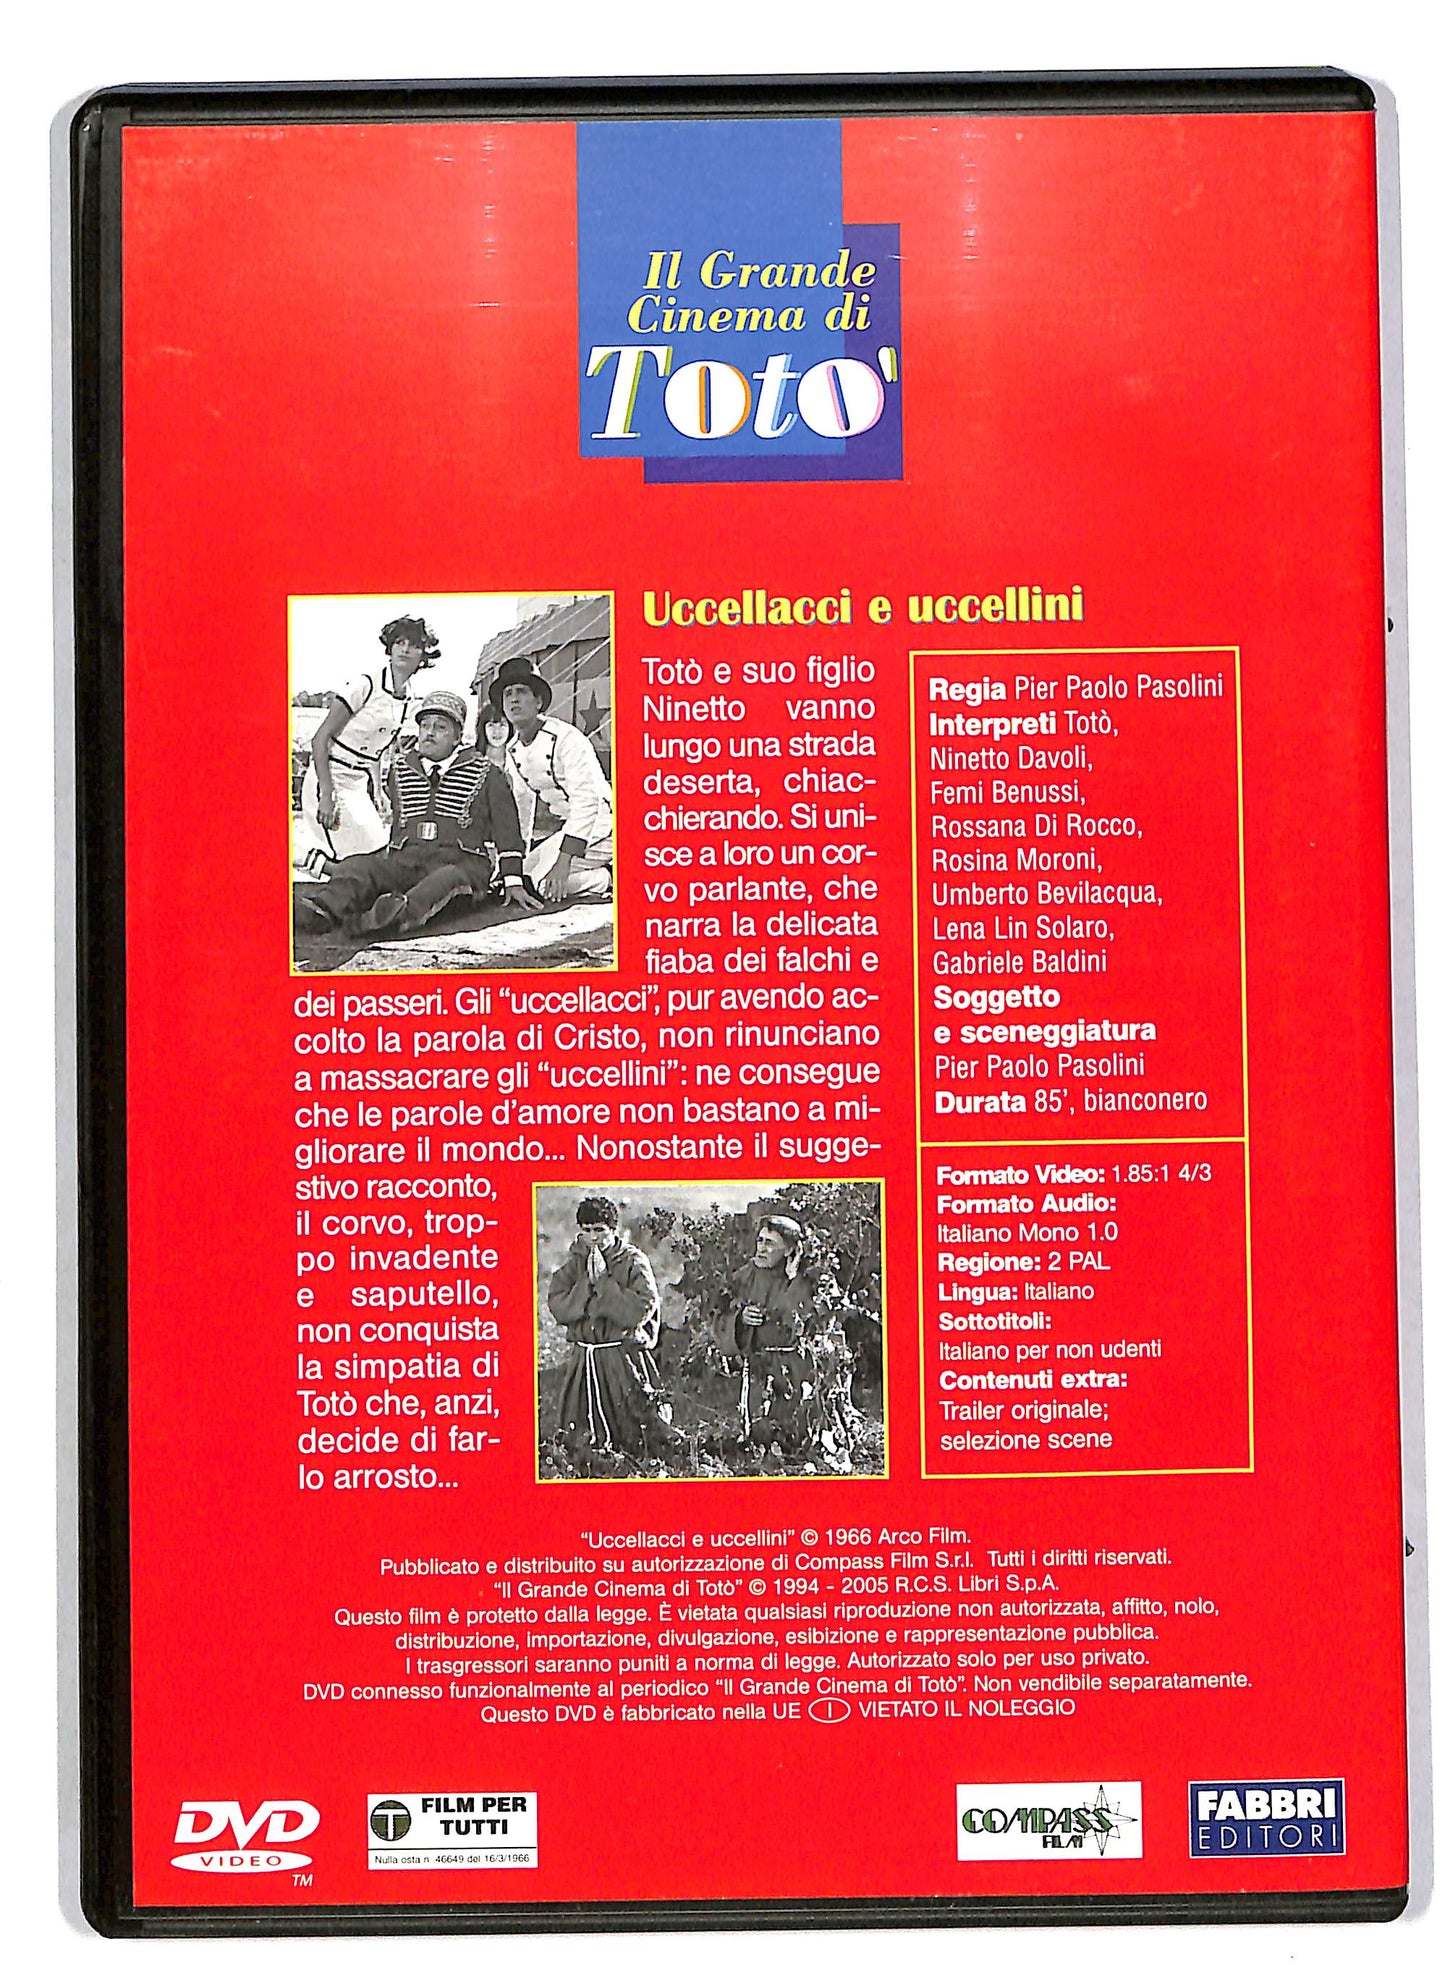 Il Grande
Cinema di
Toto'
Uccellacci e uccellini
Totò e suo figlio
Ninetto vanno
lungo una strada
deserta, chiac-
chierando. Si uni-
sce a loro un cor-
vo parlante, che
narra la delicata
fiaba dei falchi e
dei passeri. Gli “uccellacci”, pur avendo ac-
colto la parola di Cristo, non rinunciano
a massacrare gli “uccellini”: ne consegue
che le parole d’amore non bastano a mi-
gliorare il mondo... Nonostante il sugge-
stivo racconto,
il corvo, trop-
po invadente
e saputello,
non conquista
la simpatia di
Totò che, anzi,
decide di far-
lo arrosto...
Regia Pier Paolo Pasolini
Interpreti Totò,
Ninetto Davoli,
Femi Benussi,
Rossana Di Rocco,
Rosina Moroni,
Umberto Bevilacqua,
Lena Lin Solaro,
Gabriele Baldini
Soggetto
e sceneggiatura
Pier Paolo Pasolini
Durata 85’, bianconero
Formato Video: 1.85:1 4/3
Formato Audio:
Italiano Mono 1.0
Regione: 2 PAL
Lingua: Italiano
Sottotitoli:
Italiano per non udenti
Contenuti extra:
Trailer originale;
selezione scene
“Uccellacci e uccellini” © 1966 Arco Film.
Pubblicato e distribuito su autorizzazione di Compass Film S.r.l. Tutti i diritti riservati.
“Il Grande Cinema di Totò” © 1994 - 2005 R.C.S. Libri S.p.A.
Questo film è protetto dalla legge. È vietata qualsiasi riproduzione non autorizzata, affitto, nolo,
distribuzione, importazione, divulgazione, esibizione e rappresentazione pubblica.
I trasgressori saranno puniti a norma di legge. Autorizzato solo per uso privato.
DVD connesso funzionalmente al periodico “Il Grande Cinema di Totò”. Non vendibile separatamente.
Questo DVD è fabbricato nella UE I VIETATO IL NOLEGGIO
DVD
VIDEO
TM
T FILM PER
TUTTI
Nulla osta n. 46649 del 16/3/1966
COMPASS
FILM
FABBRI
EDITORI